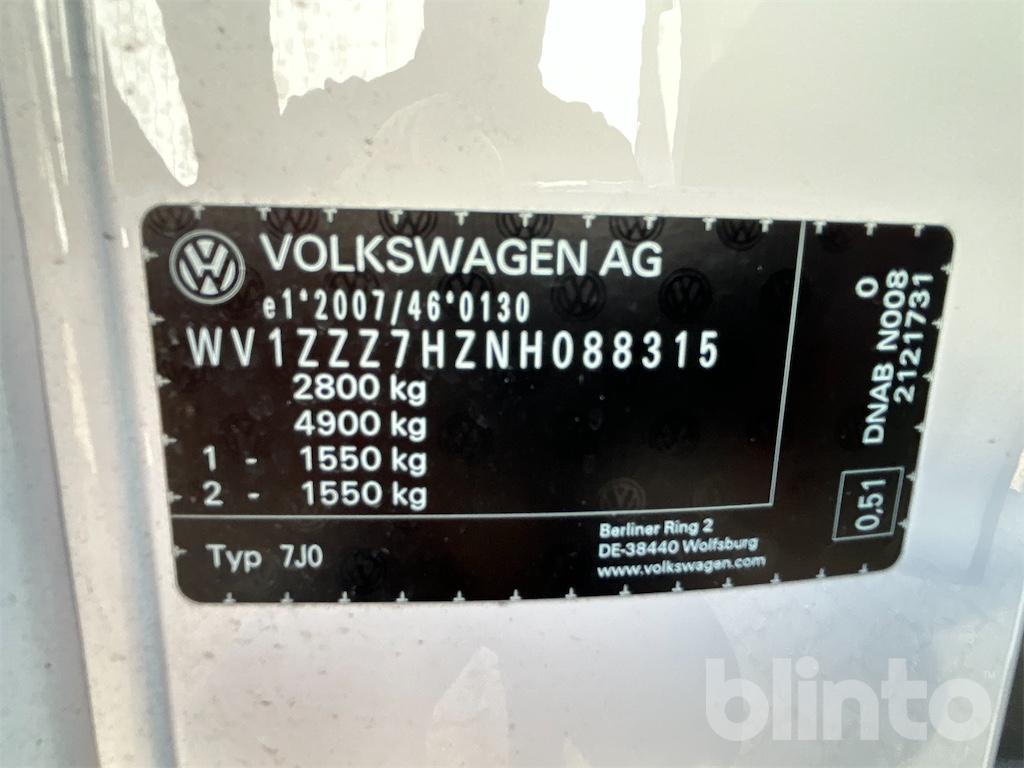 VOLKSWAGEN AG
e1*2007/46*0130
WV1ZZZ7HZNH088315
2800 kg
4900 kg
1 - 1550 kg
2 - 1550 kg
Typ 7J0
Berliner Ring 2
DE-38440 Wolfsburg
www.volkswagen.com
0
DNAB N008
2121731
0,51
blinto